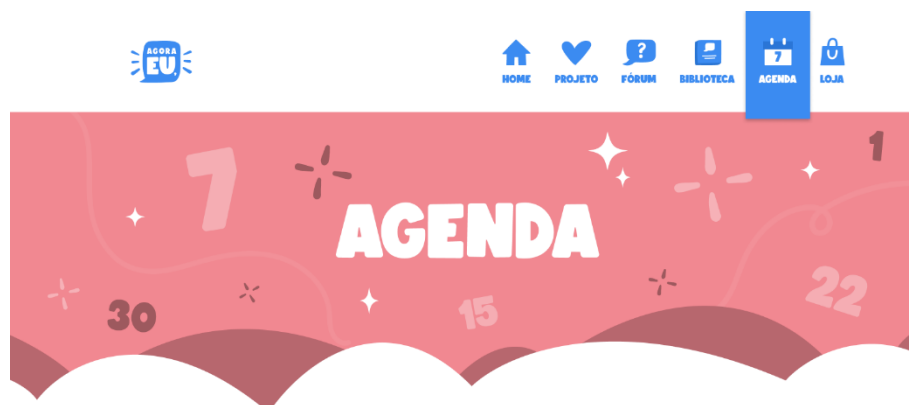 AGORA
EU,
HOME PROJETO FÓRUM BIBLIOTECA AGENDA LOJA
?
7
7
1
AGENDA
30
15
22